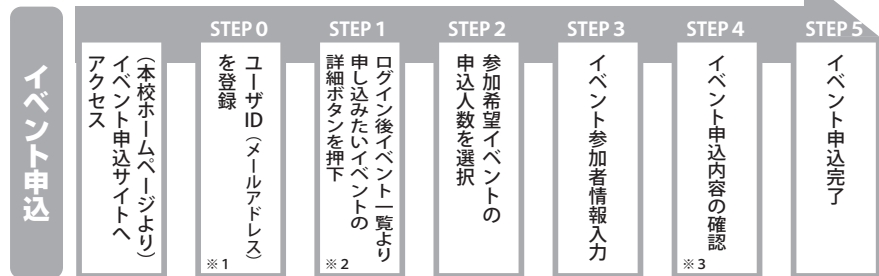 イベント申込
（本校ホームページより）
イベント申込サイトへ
アクセス
STEP 0
ユーザID（メールアドレス）
を登録
※1
STEP 1
ログイン後イベント一覧より
申し込みたいイベントの
詳細ボタンを押下
※2
STEP 2
参加希望イベントの
申込人数を選択
STEP 3
イベント参加者情報入力
STEP 4
イベント申込内容の確認
※3
STEP 5
イベント申込完了